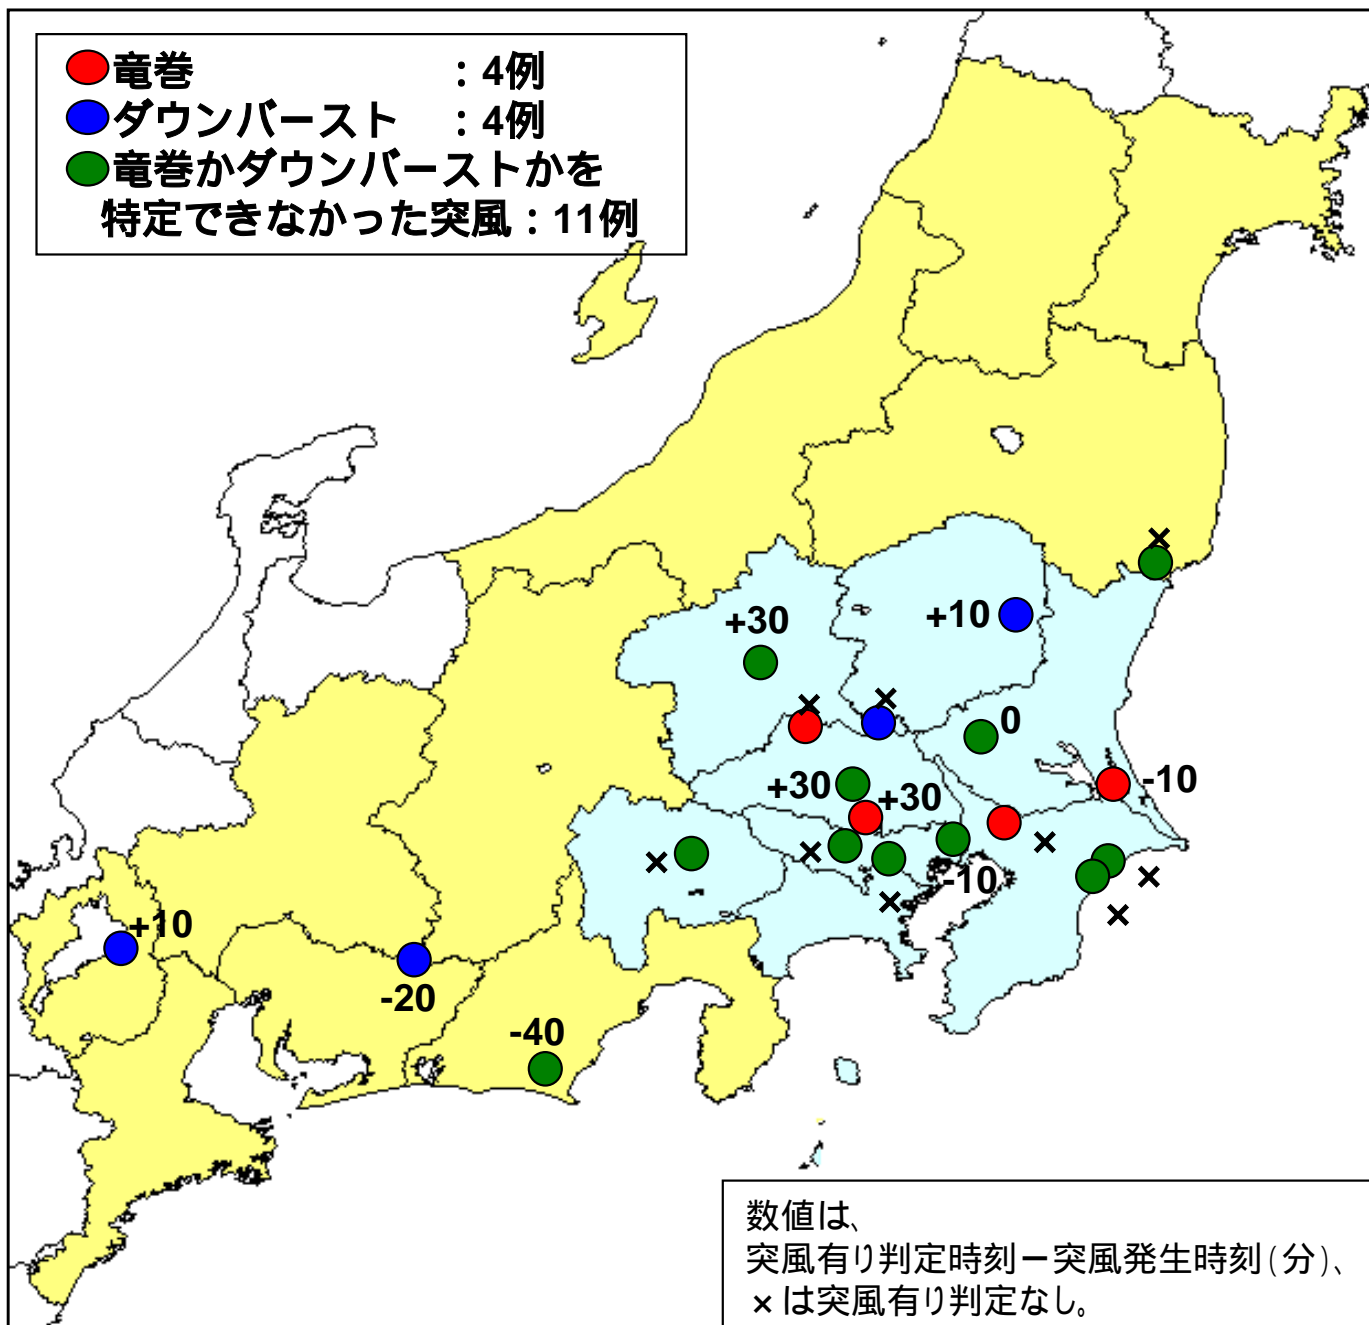 竜巻 : 4例
ダウンバースト : 4例
竜巻かダウンバーストかを
特定できなかった突風 : 11例
×
+30
+10
×
×
0
+30
+30
-10
×
×
×
-10
×
×
×
+10
-20
-40
数値は、
突風有り判定時刻－突風発生時刻(分)、
×は突風有り判定なし。